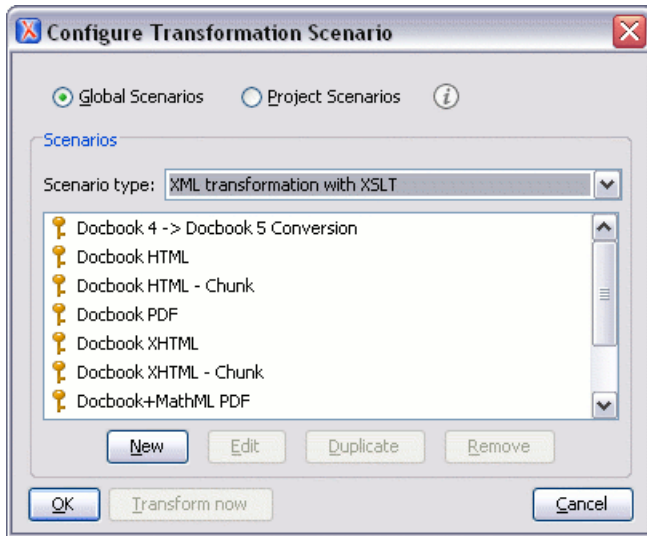 Configure Transformation Scenario
Global Scenarios Project Scenarios
Scenarios
Scenario type: XML transformation with XSLT
Docbook 4 -> Docbook 5 Conversion
Docbook HTML
Docbook HTML - Chunk
Docbook PDF
Docbook XHTML
Docbook XHTML - Chunk
Docbook+MathML PDF
New Edit Duplicate Remove
OK Transform now Cancel